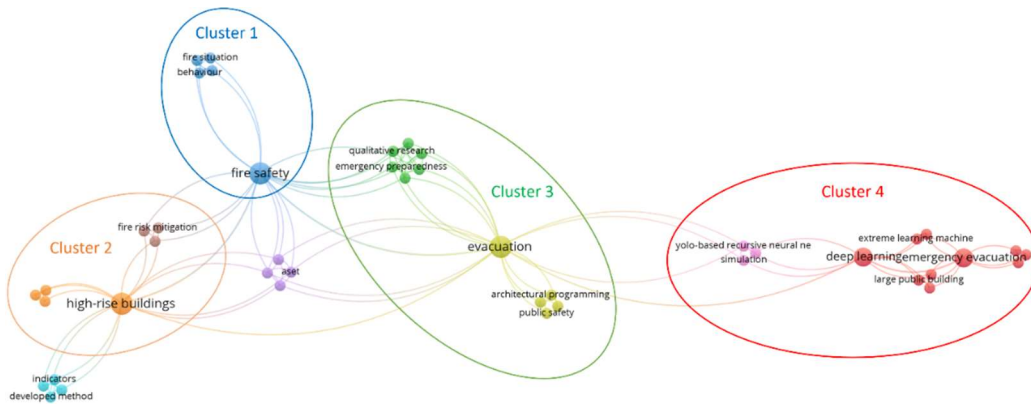 Cluster 1
fire situation
behaviour
fire safety
Cluster 2
fire risk mitigation
high-rise buildings
indicators
developed method
aset
Cluster 3
qualitative research
emergency preparedness
evacuation
architectural programming
public safety
Cluster 4
yolo-based recursive neural ne
simulation
extreme learning machine
deep learning
emergency evacuation
large public building